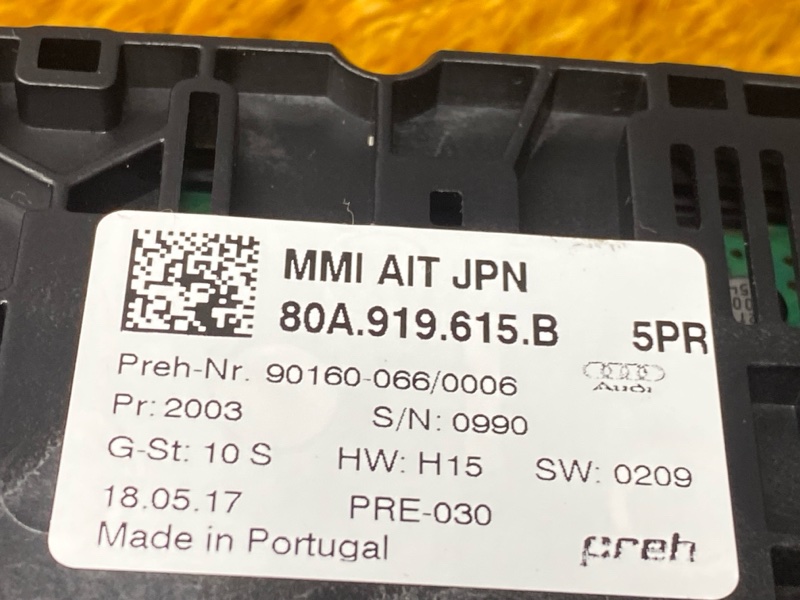 MMI AIT JPN
80A.919.615.B 5PR
Preh-Nr. 90160-066/0006
Audi
Pr: 2003 S/N: 0990
G-St: 10 S HW: H15 SW: 0209
18.05.17 PRE-030
Made in Portugal preh